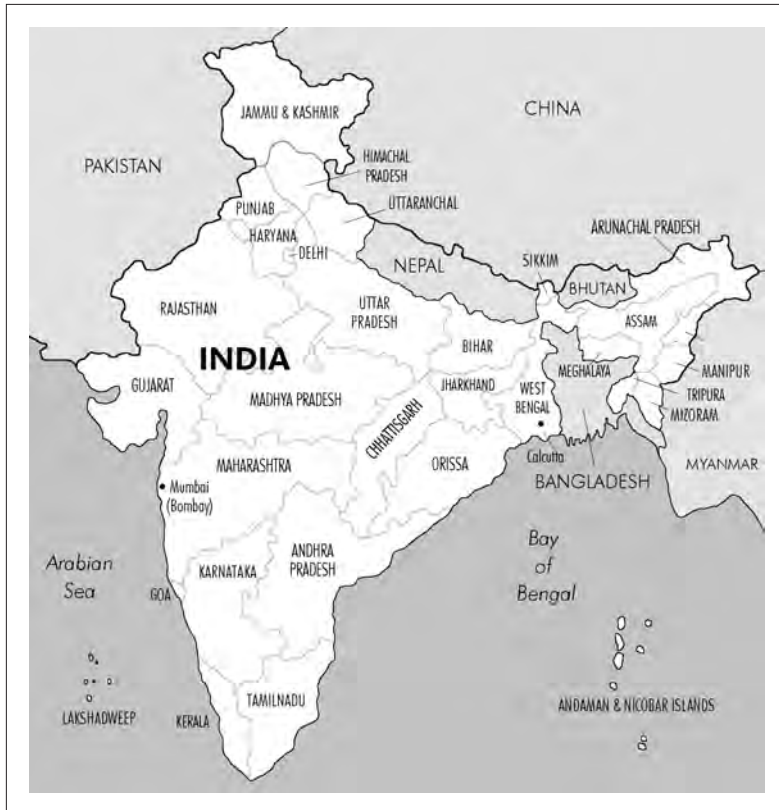 JAMMU & KASHMIR
CHINA
PAKISTAN
HIMACHAL
PRADESH
PUNJAB
UTTARANCHAL
HARYANA
DELHI
ARUNACHAL PRADESH
NEPAL
SIKKIM
BHUTAN
RAJASTHAN
UTTAR
PRADESH
ASSAM
INDIA
BIHAR
GUJARAT
MADHYA PRADESH
JHARKHAND
WEST
BENGAL
MEGHALAYA
MANIPUR
TRIPURA
MIZORAM
CHHATTISGARH
MAHARASHTRA
ORISSA
Calcutta
BANGLADESH
MYANMAR
Mumbai
(Bombay)
Arabian
Sea
KARNATAKA
ANDHRA
PRADESH
Bay
of
Bengal
GOA
LAKSHADWEEP
KERALA
TAMILNADU
ANDAMAN & NICOBAR ISLANDS